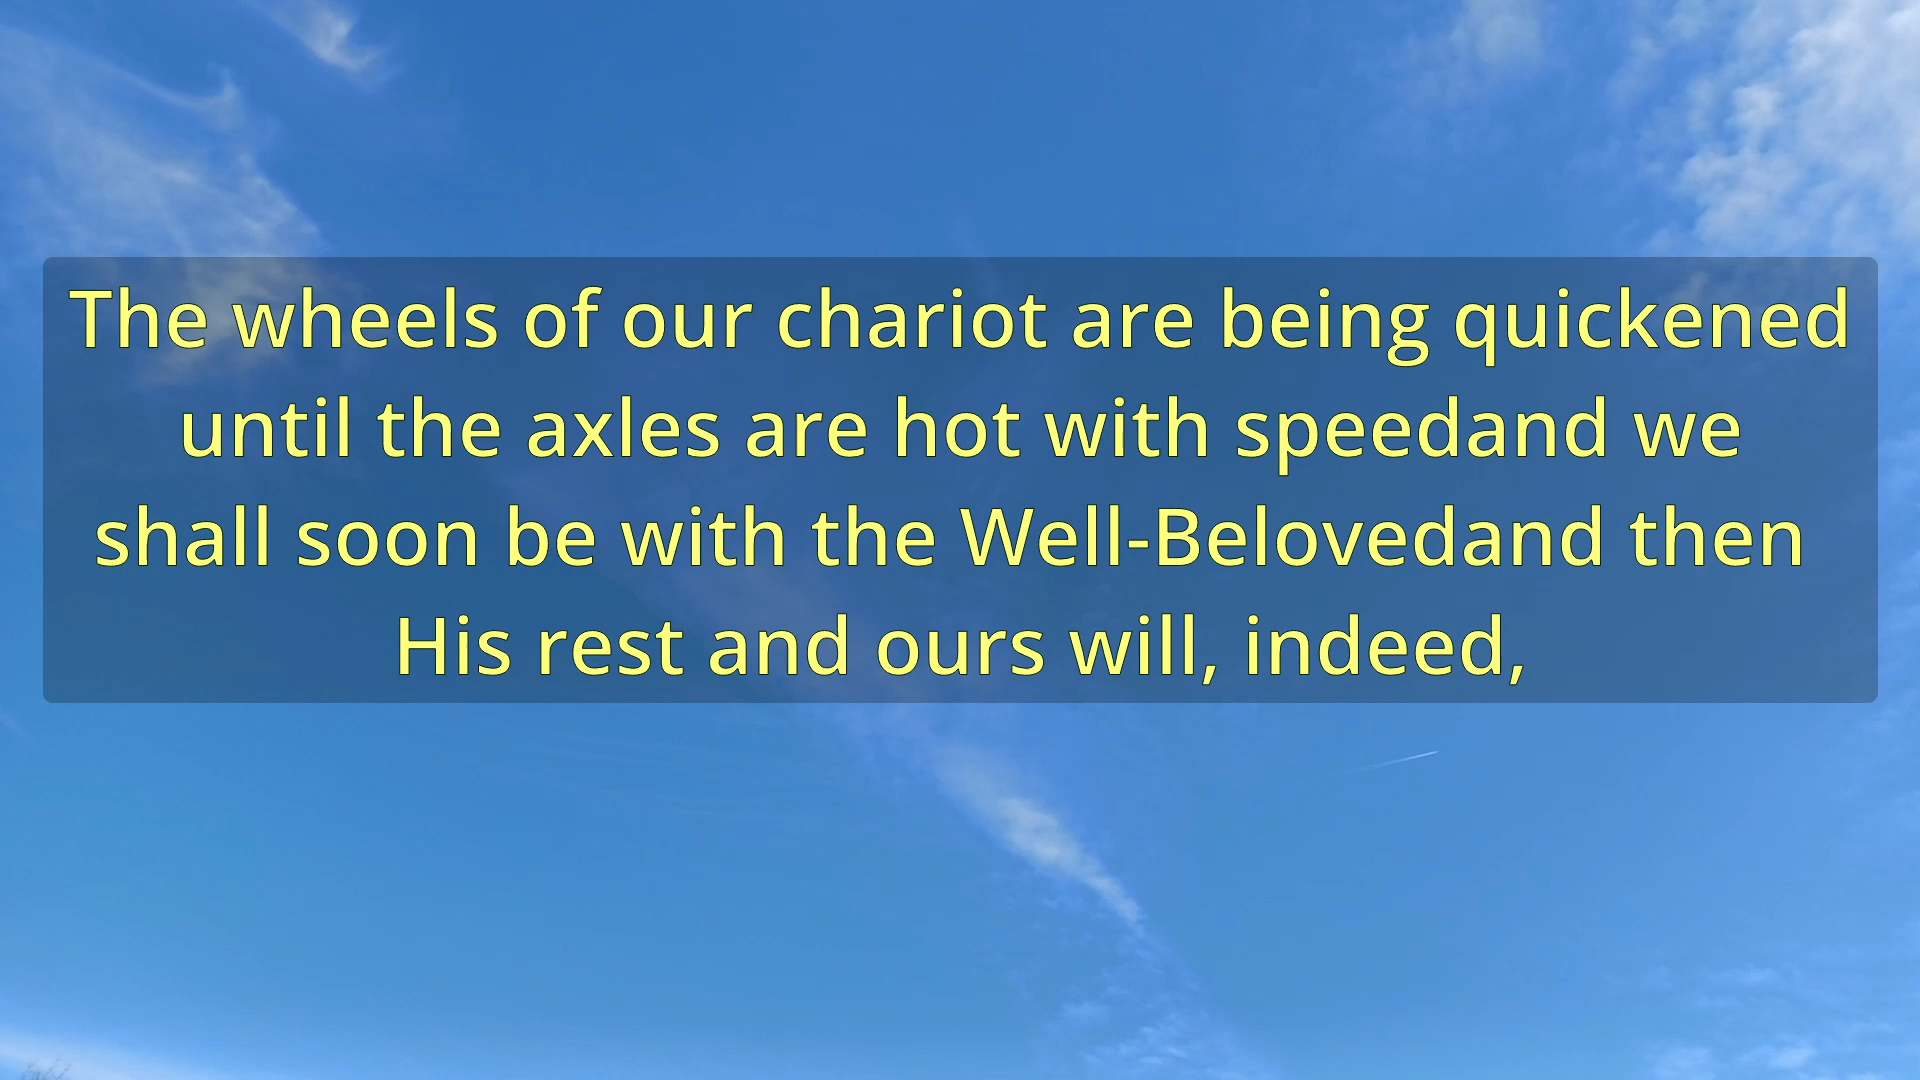 The wheels of our chariot are being quickened
until the axles are hot with speedand we
shall soon be with the Well-Belovedand then
His rest and ours will, indeed,